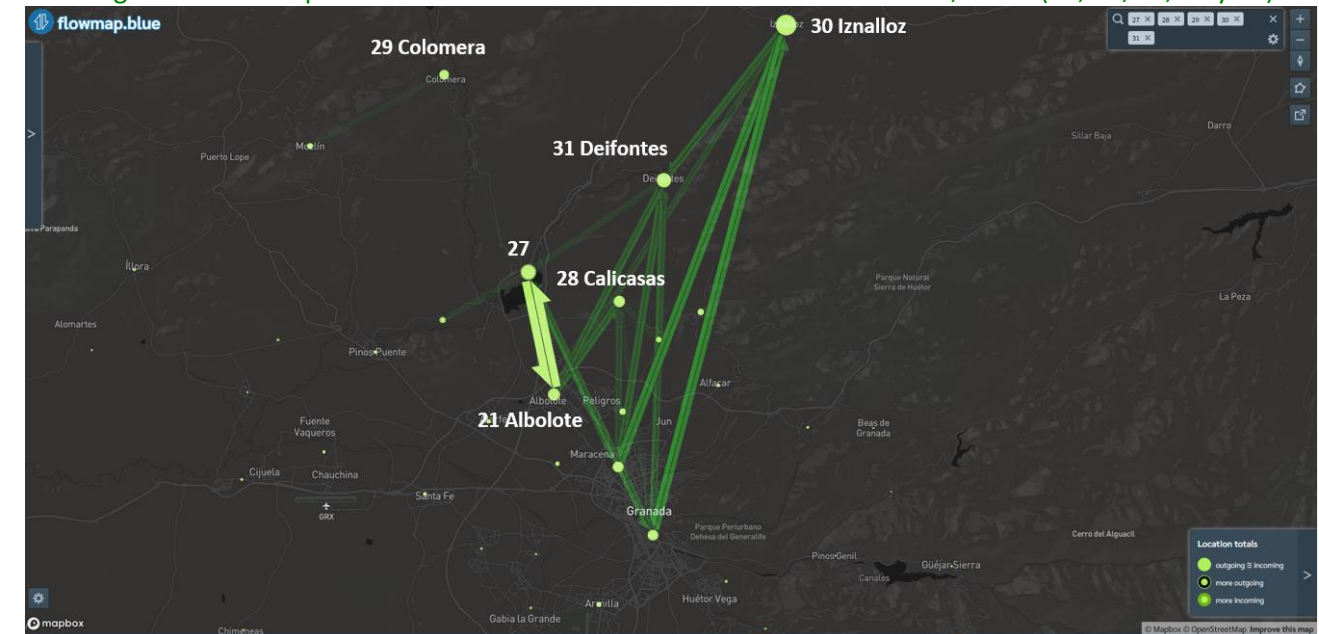 flowmap.blue
27 × 28 × 29 × 30 ×
31 ×
Iznalloz
30 Iznalloz
29 Colomera
Colomera
Darro
Sillar Baja
Moclín
Puerto Lope
31 Deifontes
Deifontes
Parapanda
27
Íllora
28 Calicasas
Parque Natural
Sierra de Huétor
La Peza
Alomartes
Pinos Puente
Alfacar
Albolote
Peligros
21 Albolote
Jun
Fuente
Vaqueros
Beas de
Granada
Maracena
Cijuela
Chauchina
Santa Fe
GRX
Granada
Parque Periurbano
Dehesa del Generalife
Cerro del Alguacil
Pinos Genil
Güéjar Sierra
Canales
Huétor Vega
Armilla
Gabia la Grande
Chimeneas
Location totals
outgoing ≅ incoming
more outgoing
more incoming
mapbox
© Mapbox © OpenStreetMap Improve this map